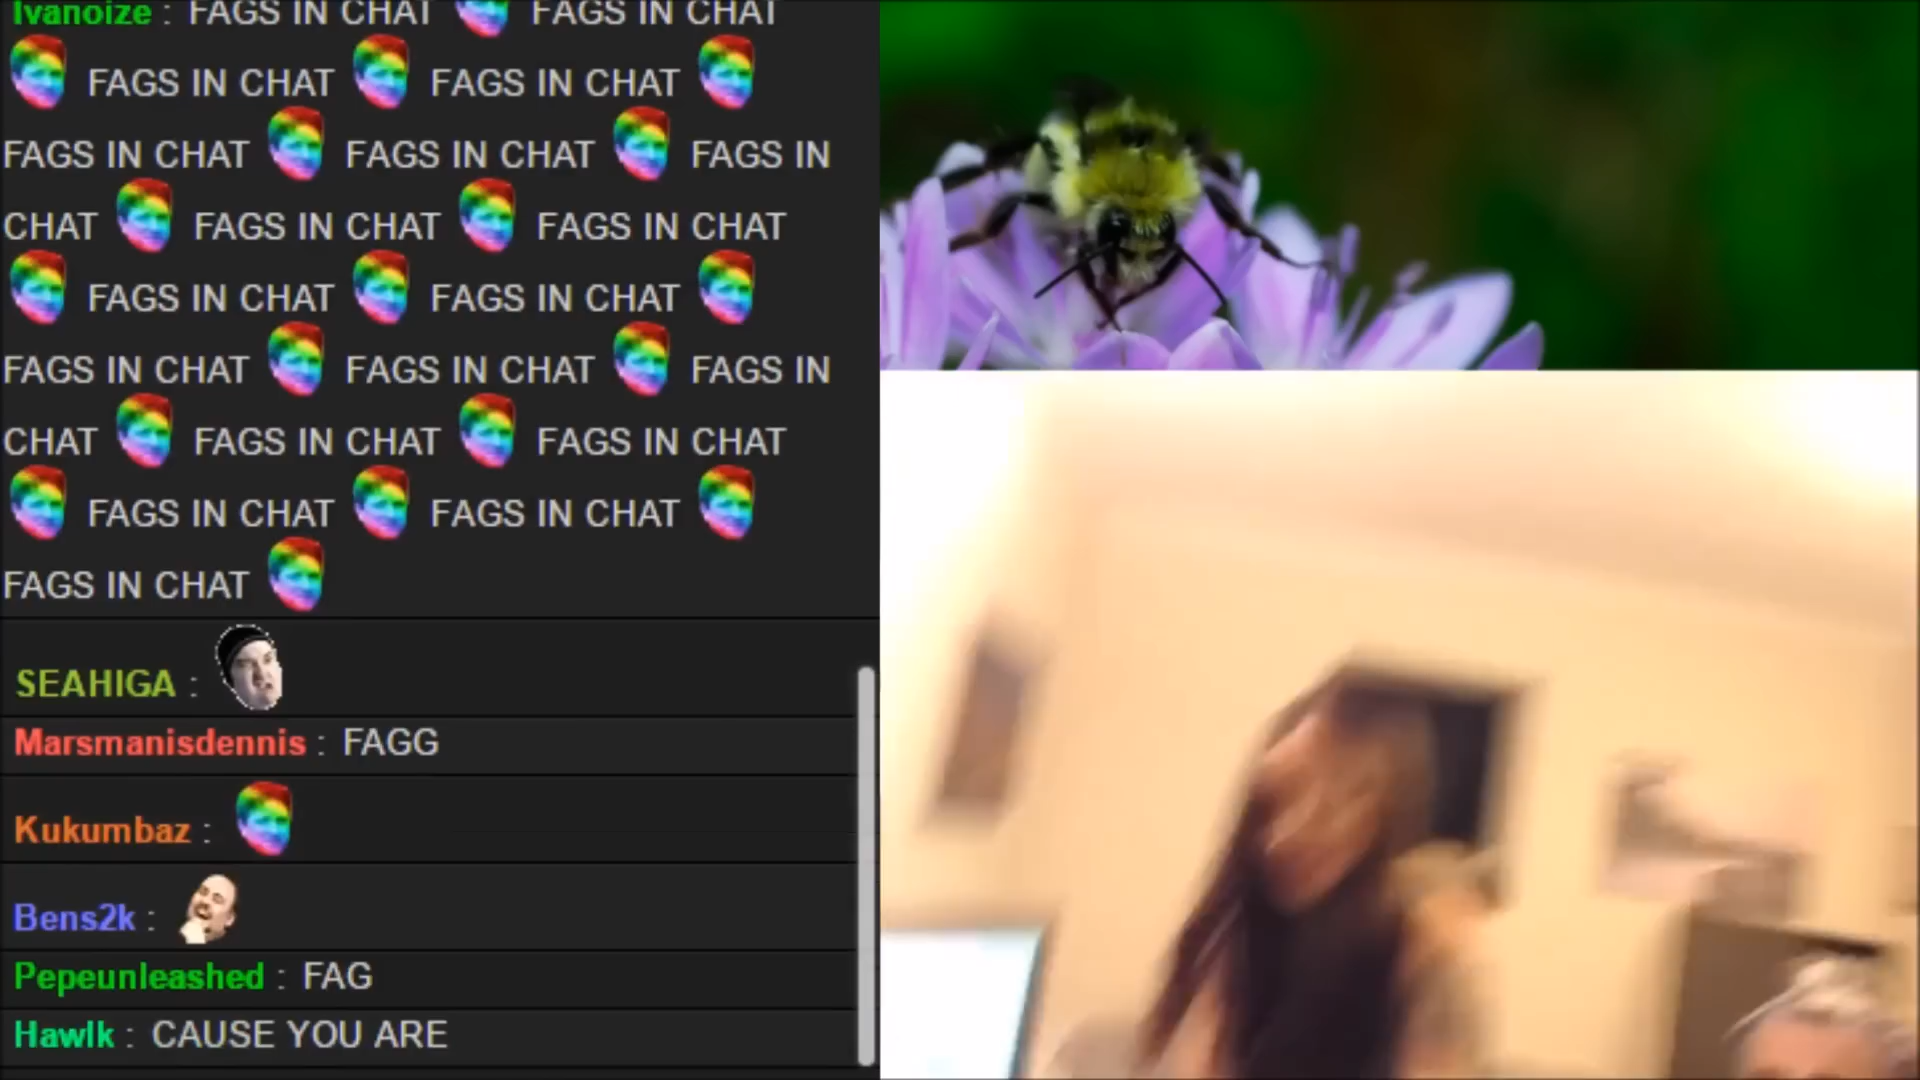 Ivanoize : FAGS IN CHAT FAGS IN CHAT
FAGS IN CHAT FAGS IN CHAT
FAGS IN CHAT FAGS IN CHAT FAGS IN
CHAT FAGS IN CHAT FAGS IN CHAT
FAGS IN CHAT FAGS IN CHAT
FAGS IN CHAT FAGS IN CHAT FAGS IN
CHAT FAGS IN CHAT FAGS IN CHAT
FAGS IN CHAT FAGS IN CHAT
FAGS IN CHAT
SEAHIGA :
Marsmanisdennis : FAGG
Kukumbaz :
Bens2k :
Pepeunleashed : FAG
Hawlk : CAUSE YOU ARE